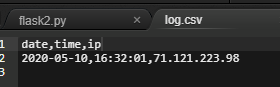 flask2.py log.csv
1 date,time,ip
2 2020-05-10,16:32:01,71.121.223.98
3